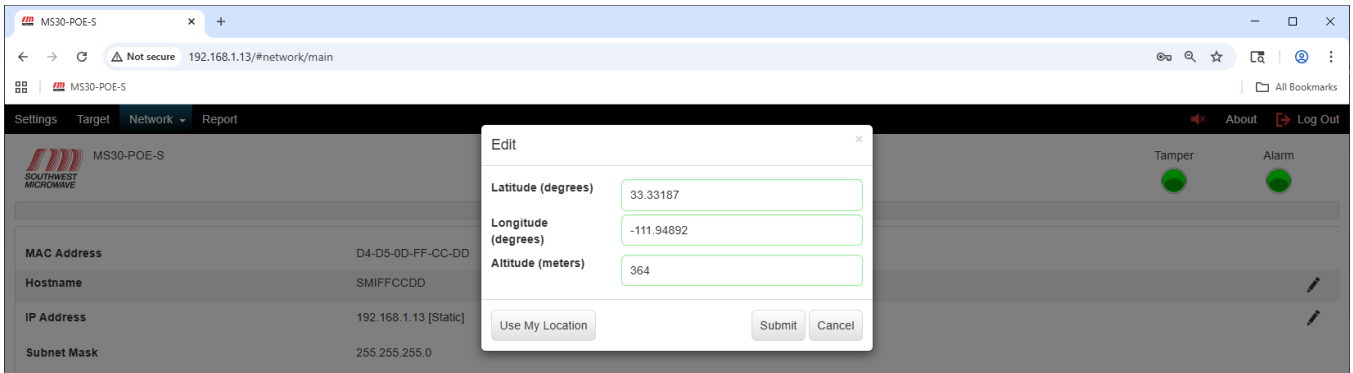 MS30-POE-S
Not secure 192.168.1.13/#network/main
MS30-POE-S
All Bookmarks
Settings Target Network Report About Log Out
SOUTHWEST
MICROWAVE
MS30-POE-S
Tamper Alarm
Edit
Latitude (degrees) 33.33187
Longitude
(degrees) -111.94892
Altitude (meters) 364
Use My Location Submit Cancel
MAC Address D4-D5-0D-FF-CC-DD
Hostname SMIFFCCDD
IP Address 192.168.1.13 [Static]
Subnet Mask 255.255.255.0